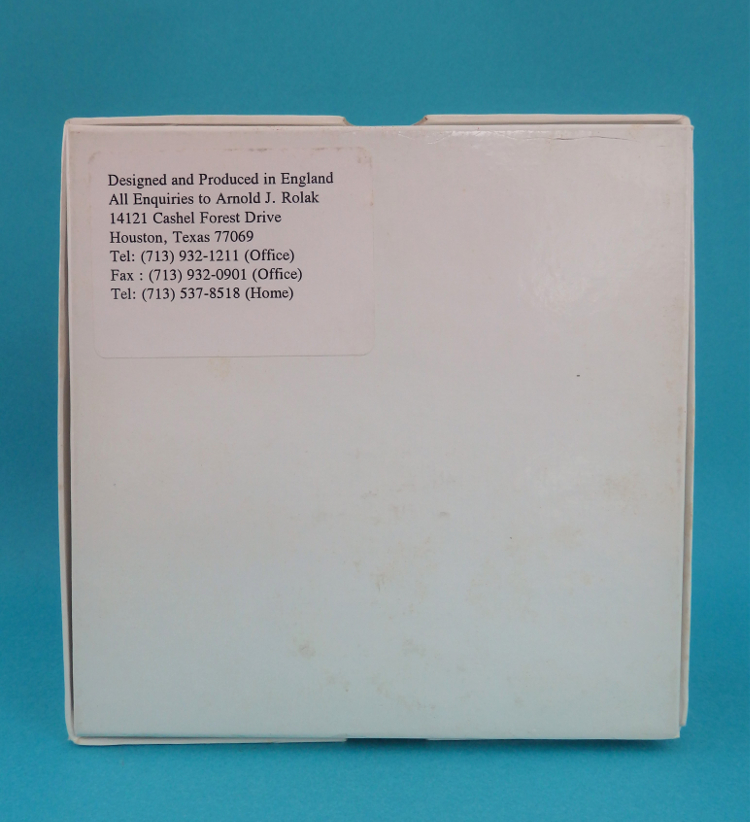 Designed and Produced in England
All Enquiries to Arnold J. Rolak
14121 Cashel Forest Drive
Houston, Texas 77069
Tel: (713) 932-1211 (Office)
Fax : (713) 932-0901 (Office)
Tel: (713) 537-8518 (Home)